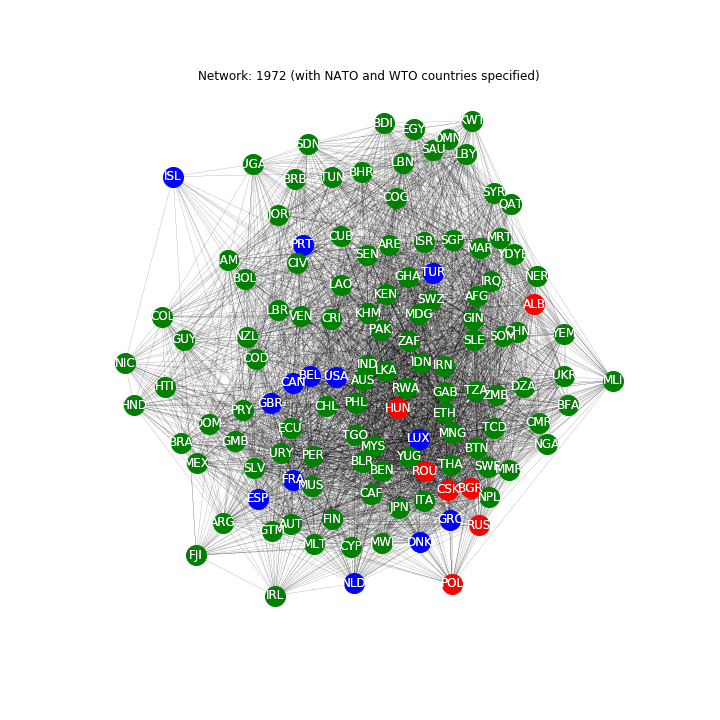 Network: 1972 (with NATO and WTO countries specified)
KWT
BDI
EGY
OMN
SDN
SAU
LBY
UGA
LBN
BHR
ISL
TUN
BRB
SYR
COG
QAT
JOR
CUB
MRT
SGP
ISR
PRT
ARE
MAR
SEN
YDYE
JAM
CIV
TUR
GHA
NER
BOL
IRQ
LAO
KEN
AFG
SWZ
ALB
LBR
KHM
MDG
VEN
COL
GIN
CRI
PAK
CHN
YEM
SOM
NZL
GUY
SLE
ZAF
COD
IDN
NIC
IND
IRN
LKA
UKR
BEL
USA
AUS
MLI
CAN
HTI
DZA
RWA
TZA
GAB
ZMB
PHL
GBR
HND
BFA
CHL
HUN
PRY
ETH
CMR
DOM
ECU
TCD
MNG
TGO
LUX
GMB
BRA
NGA
MYS
BTN
URY
PER
YUG
BLR
MEX
THA
SWE
SLV
BEN
MMR
ROU
FRA
MUS
CSK
BGR
CAF
NPL
ESP
ITA
JPN
FIN
GRC
ARG
AUT
RUS
GTM
DNK
MWI
MLT
CYP
FJI
NLD
POL
IRL